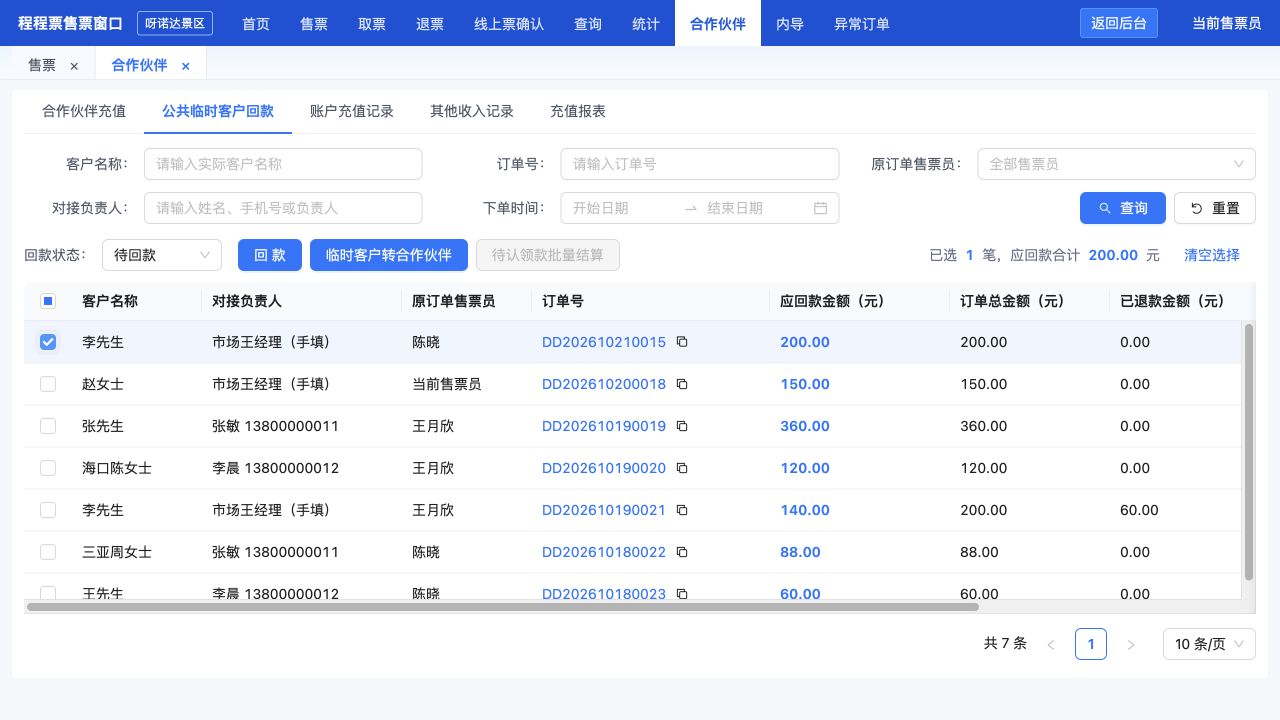 程程票售票窗口 呀诺达景区 首页 售票 取票 退票 线上票确认 查询 统计 合作伙伴 内导 异常订单 返回后台 当前售票员
售票 × 合作伙伴 ×
合作伙伴充值 公共临时客户回款 账户充值记录 其他收入记录 充值报表
客户名称： 请输入实际客户名称 订单号： 请输入订单号 原订单售票员： 全部售票员
对接负责人： 请输入姓名、手机号或负责人 下单时间： 开始日期 → 结束日期 查询 重置
回款状态： 待回款 回 款 临时客户转合作伙伴 待认领款批量结算 已选 1 笔，应回款合计 200.00 元 清空选择
客户名称 对接负责人 原订单售票员 订单号 应回款金额（元） 订单总金额（元） 已退款金额（元）
李先生 市场王经理（手填） 陈晓 DD202610210015 200.00 200.00 0.00
赵女士 市场王经理（手填） 当前售票员 DD202610200018 150.00 150.00 0.00
张先生 张敏 13800000011 王月欣 DD202610190019 360.00 360.00 0.00
海口陈女士 李晨 13800000012 王月欣 DD202610190020 120.00 120.00 0.00
李先生 市场王经理（手填） 王月欣 DD202610190021 140.00 200.00 60.00
三亚周女士 张敏 13800000011 陈晓 DD202610180022 88.00 88.00 0.00
王先生 李晨 13800000012 陈晓 DD202610180023 60.00 60.00 0.00
共 7 条 < 1 > 10 条/页